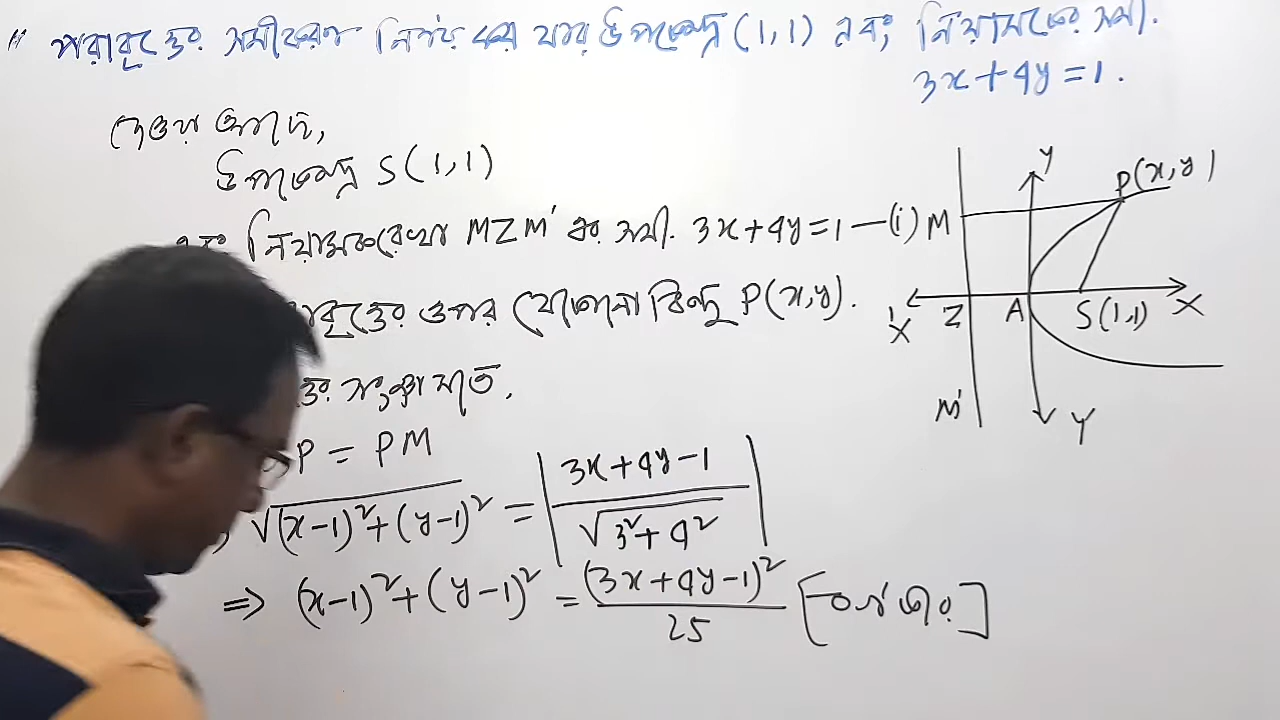 " পরাবৃত্তের সমীকরণ নির্ণয় কর যার উপকেন্দ্র (1,1) এবং নিয়ামকের সমী.
3x+4y=1.
দেওয়া আছে,
উপকেন্দ্র S(1,1)
নিয়ামকরেখা MZM' এর সমী. 3x+4y=1 —(i)
বৃত্তের ওপর যেকোনো বিন্দু P(x,y).
সংজ্ঞামতে,
P = PM
√(x-1)²+(y-1)² = |3x+4y-1 / √3²+4²|
⇒ (x-1)²+(y-1)² = (3x+4y-1)² / 25 [বর্গ করে]
Y
P(x,y)
M
X'
Z
A
S(1,1)
X
M'
Y